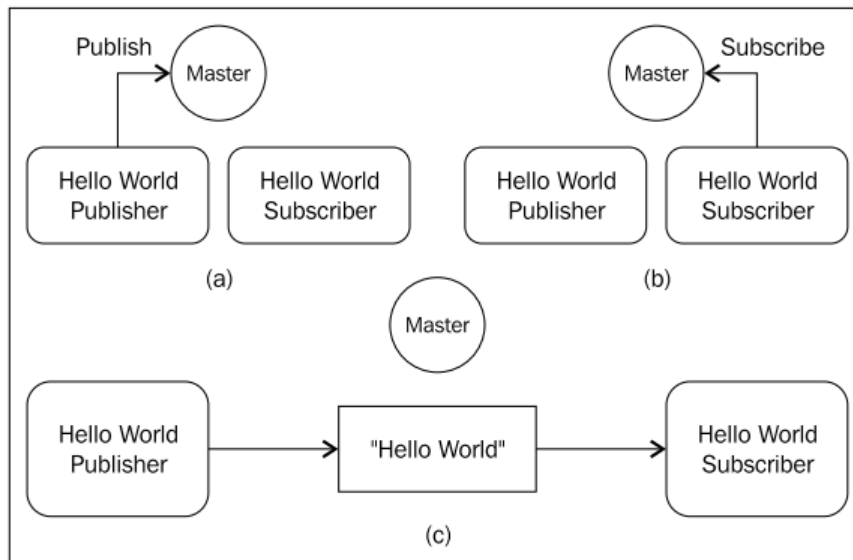 Publish
Master
Hello World
Publisher
Hello World
Subscriber
(a)
Subscribe
Master
Hello World
Publisher
Hello World
Subscriber
(b)
Master
Hello World
Publisher
"Hello World"
Hello World
Subscriber
(c)